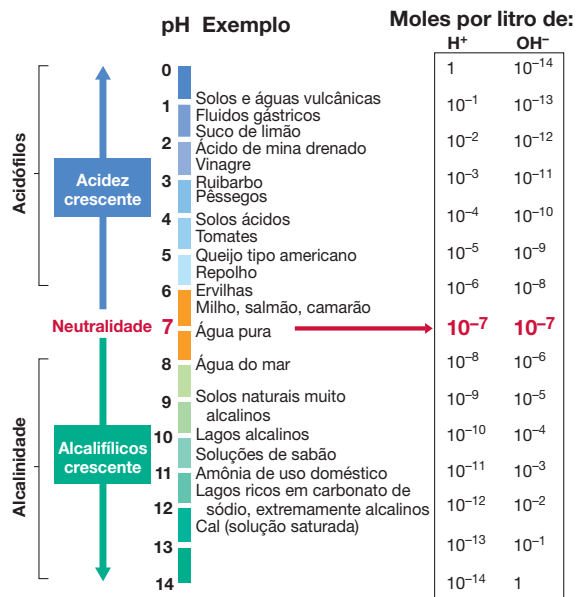 pH Exemplo
Moles por litro de:
H⁺ OH⁻
0 1 10⁻¹⁴
Solos e águas vulcânicas
1 10⁻¹ 10⁻¹³
Fluidos gástricos
Suco de limão
2 10⁻² 10⁻¹²
Ácido de mina drenado
Vinagre
3 10⁻³ 10⁻¹¹
Ruibarbo
Pêssegos
4 10⁻⁴ 10⁻¹⁰
Solos ácidos
Tomates
5 10⁻⁵ 10⁻⁹
Queijo tipo americano
Repolho
6 10⁻⁶ 10⁻⁸
Ervilhas
Milho, salmão, camarão
Neutralidade 7 Água pura 10⁻⁷ 10⁻⁷
8 Água do mar 10⁻⁸ 10⁻⁶
Solos naturais muito
9 10⁻⁹ 10⁻⁵
alcalinos
10 Lagos alcalinos 10⁻¹⁰ 10⁻⁴
Soluções de sabão
11 Amônia de uso doméstico 10⁻¹¹ 10⁻³
Lagos ricos em carbonato de
12 sódio, extremamente alcalinos 10⁻¹² 10⁻²
Cal (solução saturada)
13 10⁻¹³ 10⁻¹
14 10⁻¹⁴ 1
Acidófilos
Acidez
crescente
Alcalinidade
Alcalifílicos
crescente